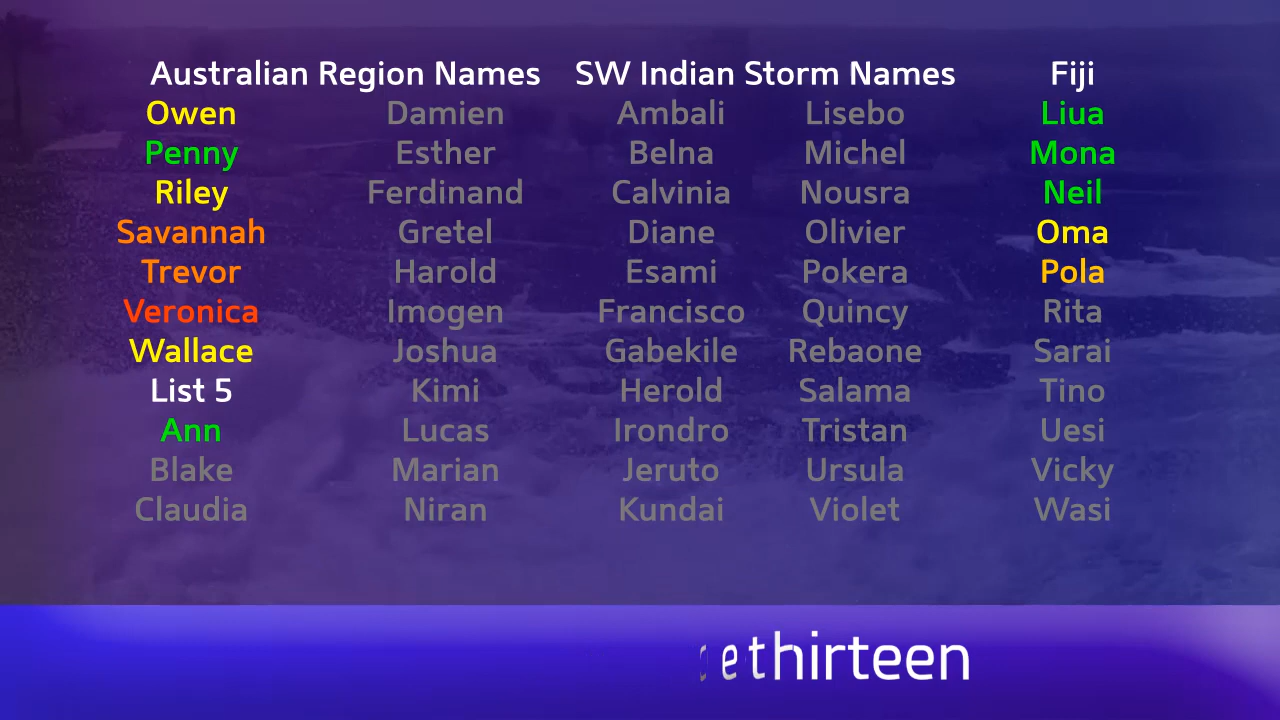 Australian Region Names SW Indian Storm Names Fiji
Owen Damien Ambali Lisebo Liua
Penny Esther Belna Michel Mona
Riley Ferdinand Calvinia Nousra Neil
Savannah Gretel Diane Olivier Oma
Trevor Harold Esami Pokera Pola
Veronica Imogen Francisco Quincy Rita
Wallace Joshua Gabekile Rebaone Sarai
List 5 Kimi Herold Salama Tino
Ann Lucas Irondro Tristan Uesi
Blake Marian Jeruto Ursula Vicky
Claudia Niran Kundai Violet Wasi
thirteen